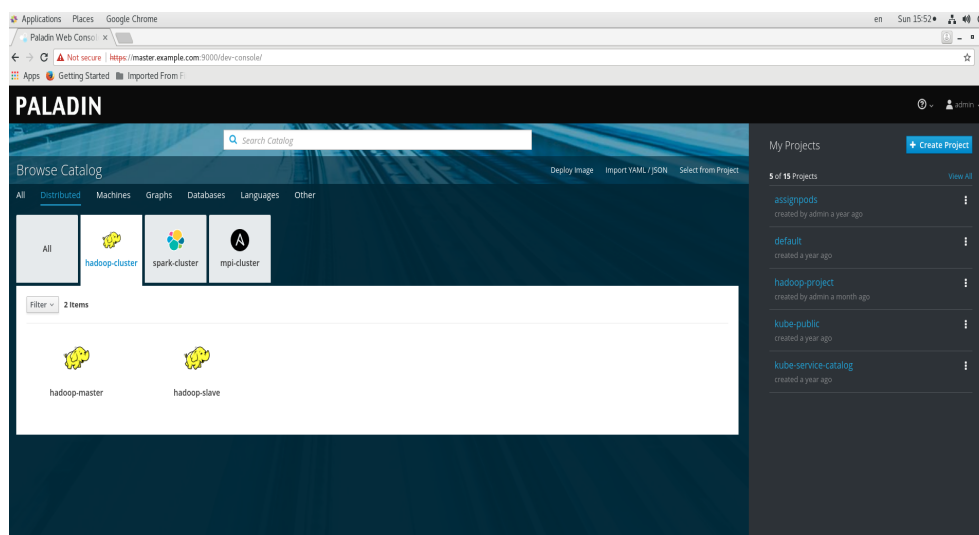 Applications Places Google Chrome en Sun 15:52
Paladin Web Consol
Not secure | https://master.example.com:9000/dev-console/
Apps Getting Started Imported From Fi
PALADIN admin
Search Catalog
My Projects + Create Project
Browse Catalog Deploy Image Import YAML / JSON Select from Project
5 of 15 Projects View All
All Distributed Machines Graphs Databases Languages Other
assignpods
created by admin a year ago
default
created a year ago
All hadoop-cluster spark-cluster mpi-cluster
hadoop-project
created by admin a month ago
Filter 2 Items
kube-public
created a year ago
kube-service-catalog
created a year ago
hadoop-master hadoop-slave